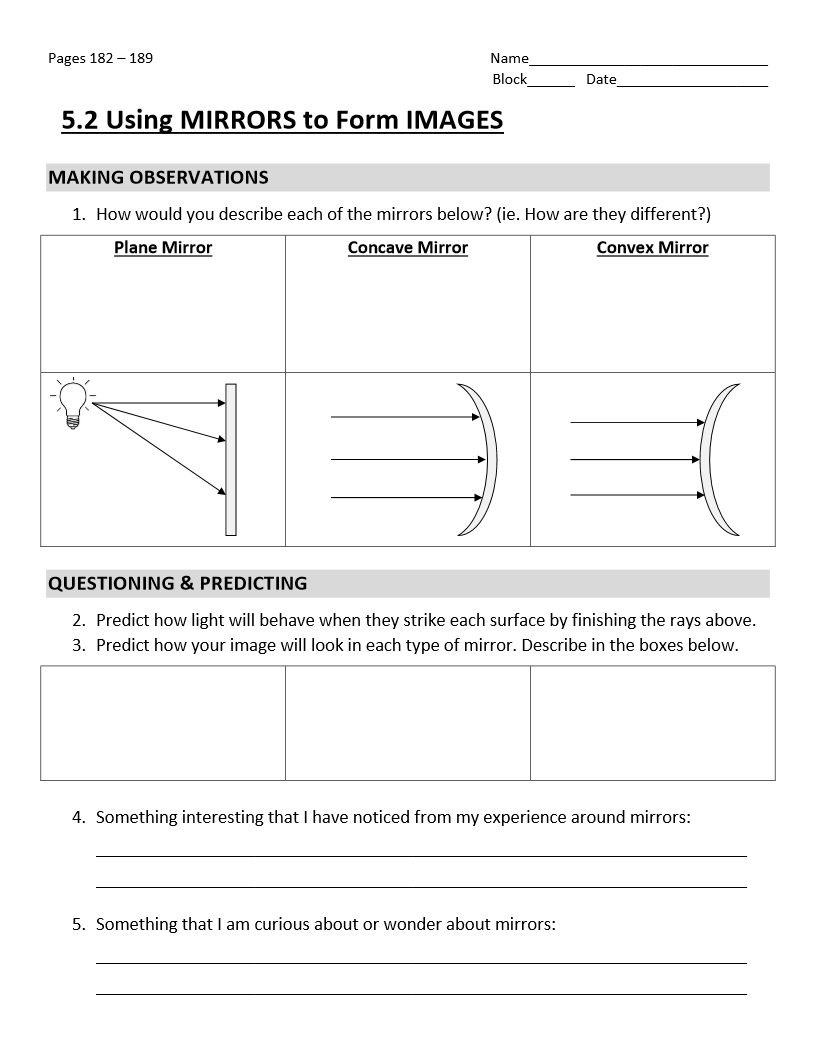 Pages 182 – 189
Name______________________________
Block______ Date___________________
5.2 Using MIRRORS to Form IMAGES
MAKING OBSERVATIONS
1. How would you describe each of the mirrors below? (ie. How are they different?)
Plane Mirror
Concave Mirror
Convex Mirror
QUESTIONING & PREDICTING
2. Predict how light will behave when they strike each surface by finishing the rays above.
3. Predict how your image will look in each type of mirror. Describe in the boxes below.
4. Something interesting that I have noticed from my experience around mirrors:
5. Something that I am curious about or wonder about mirrors: